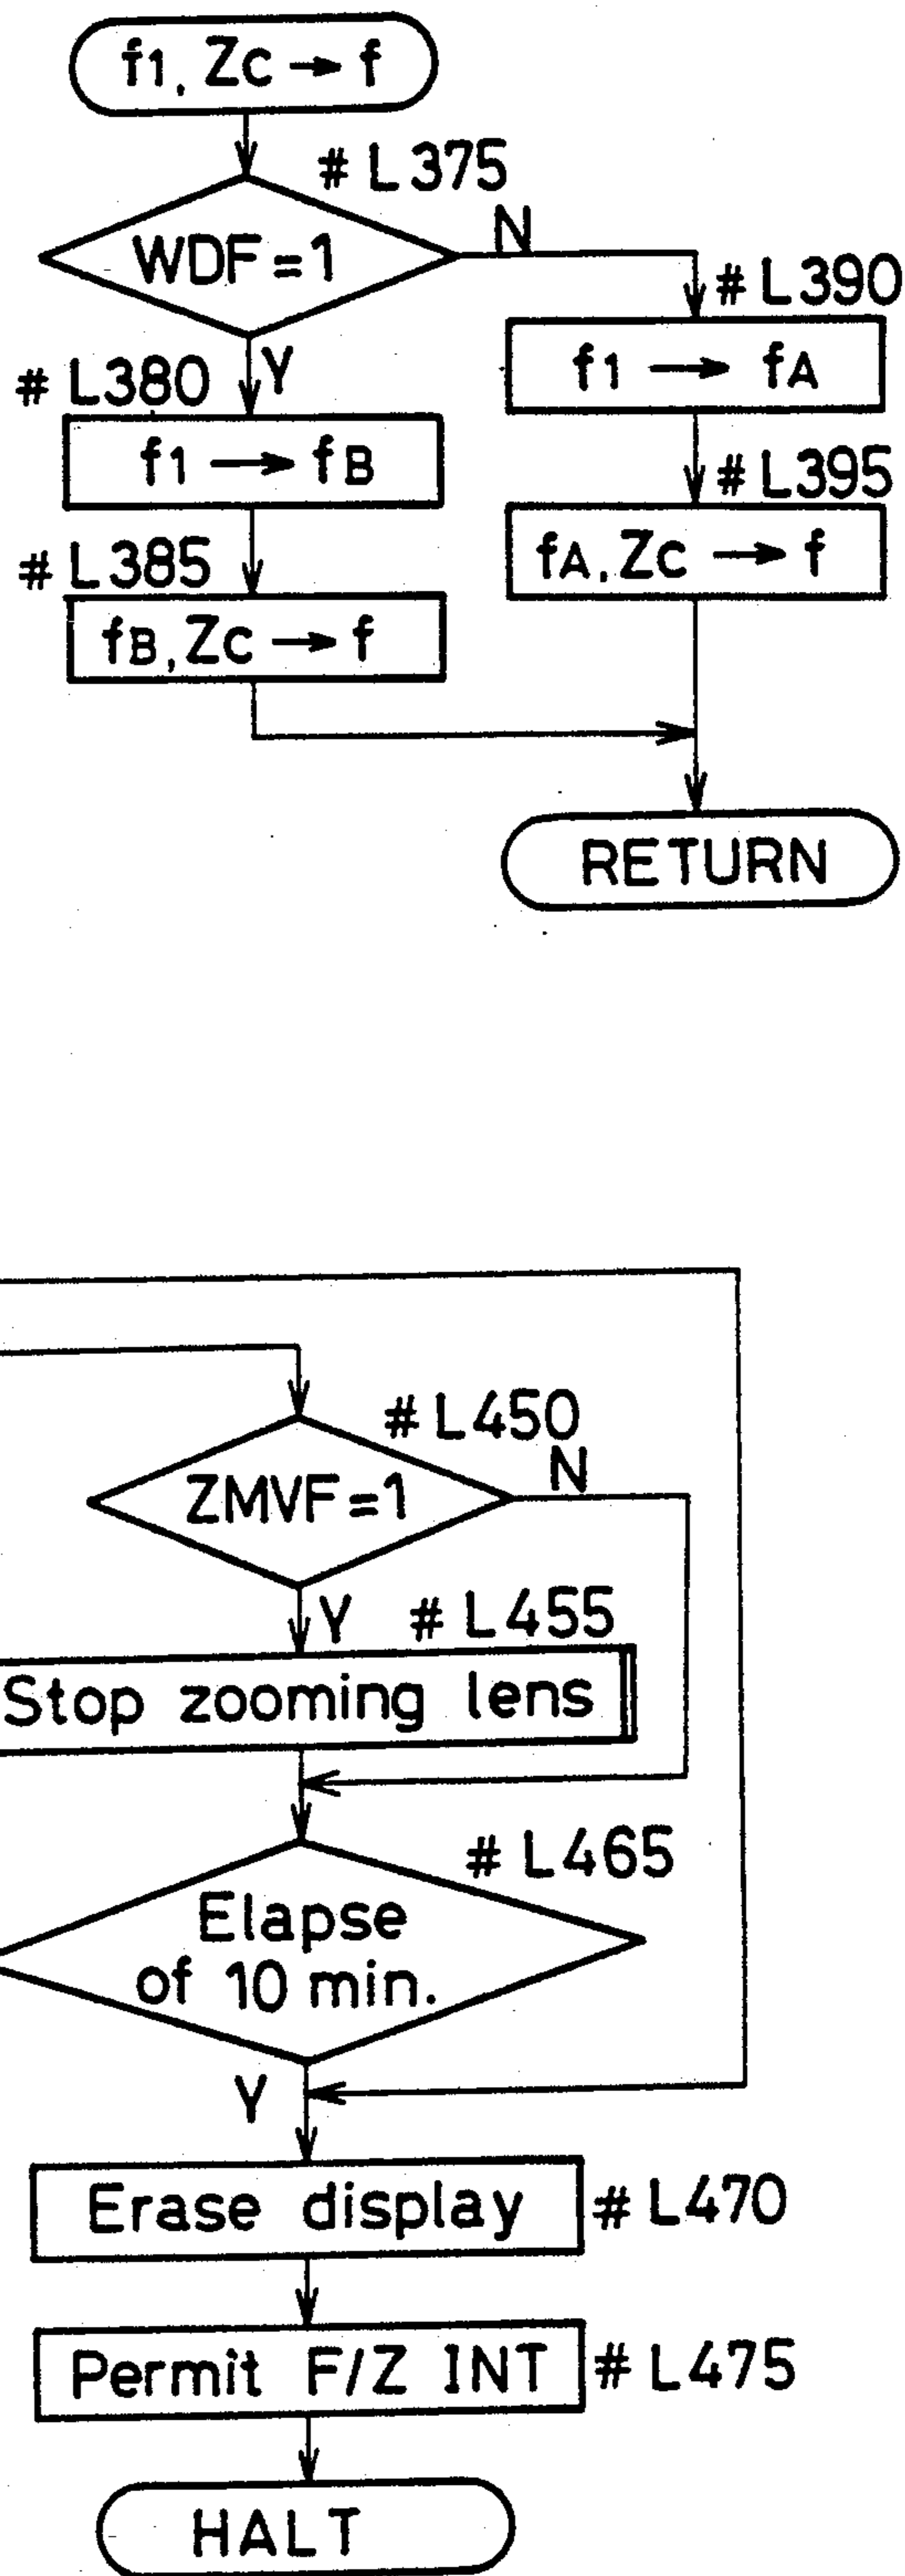 f1, Zc → f
# L375
WDF = 1
N
Y
# L390
f1 → fA
# L380
f1 → fB
# L395
fA, Zc → f
# L385
fB, Zc → f
RETURN
# L450
ZMVF = 1
N
Y
# L455
Stop zooming lens
# L465
Elapse
of 10 min.
Y
Erase display
# L470
Permit F/Z INT
# L475
HALT